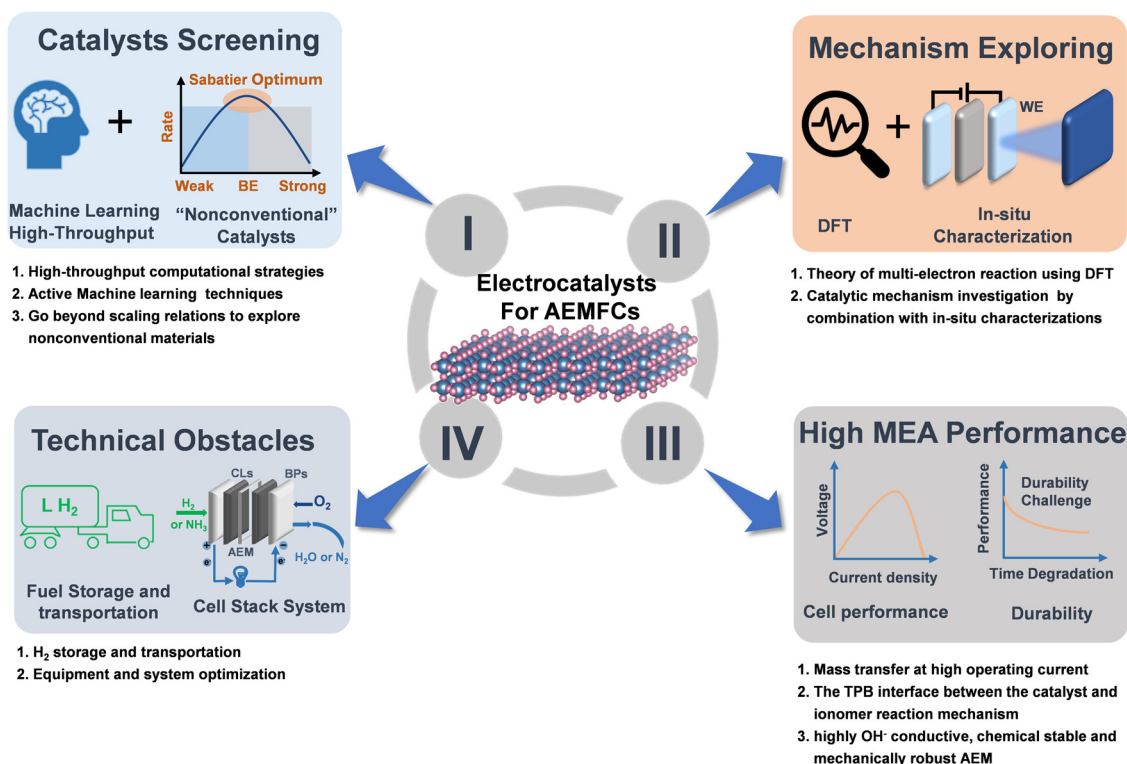 Catalysts Screening
Sabatier Optimum
+
Rate
Weak BE Strong
Machine Learning
High-Throughput
“Nonconventional”
Catalysts
1. High-throughput computational strategies
2. Active Machine learning techniques
3. Go beyond scaling relations to explore
nonconventional materials
Mechanism Exploring
+
WE
DFT
In-situ
Characterization
1. Theory of multi-electron reaction using DFT
2. Catalytic mechanism investigation by
combination with in-situ characterizations
I
II
Electrocatalysts
For AEMFCs
IV
III
Technical Obstacles
L H₂
H₂
or NH₃
CLs
BPs
O₂
AEM
+
−
e⁻
e⁻
H₂O or N₂
Fuel Storage and
transportation
Cell Stack System
1. H₂ storage and transportation
2. Equipment and system optimization
High MEA Performance
Voltage
Current density
Cell performance
Performance
Durability
Challenge
Time Degradation
Durability
1. Mass transfer at high operating current
2. The TPB interface between the catalyst and
ionomer reaction mechanism
3. highly OH⁻ conductive, chemical stable and
mechanically robust AEM